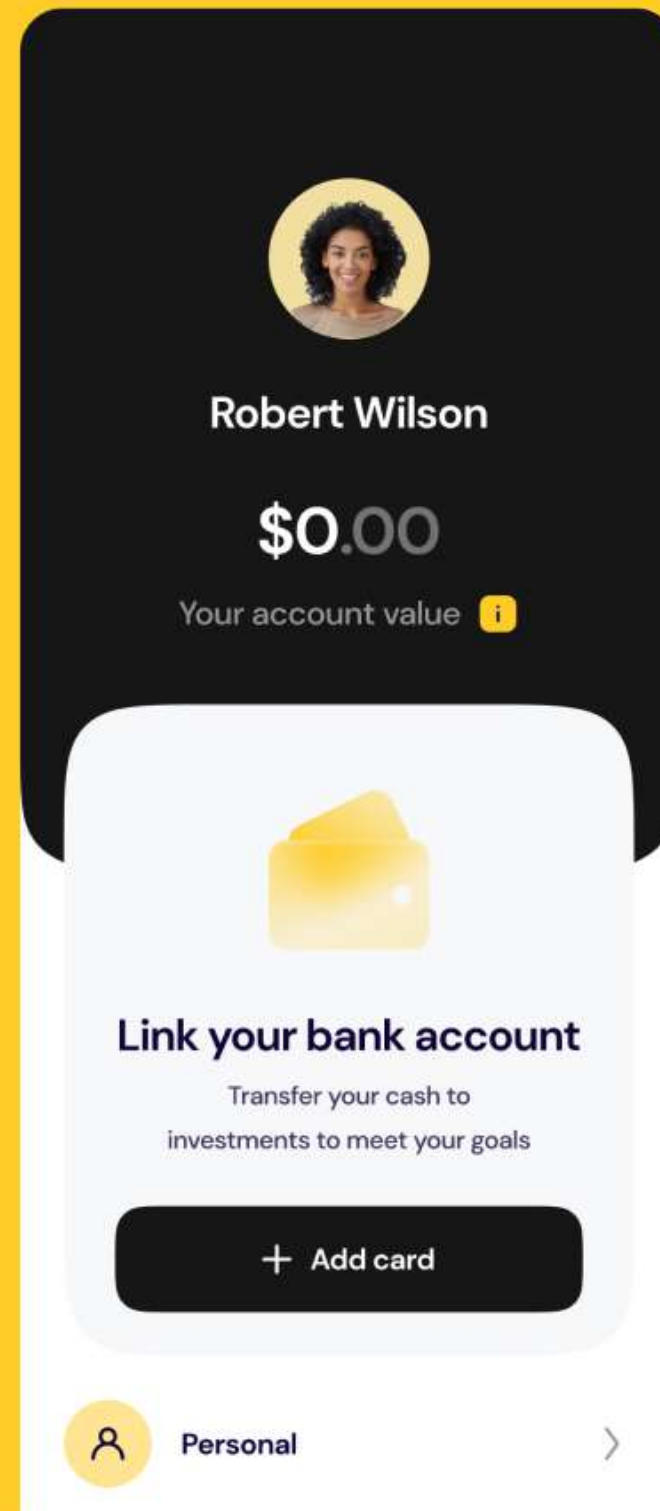 Robert Wilson
$0.00
Your account value i
Link your bank account
Transfer your cash to
investments to meet your goals
+ Add card
Personal